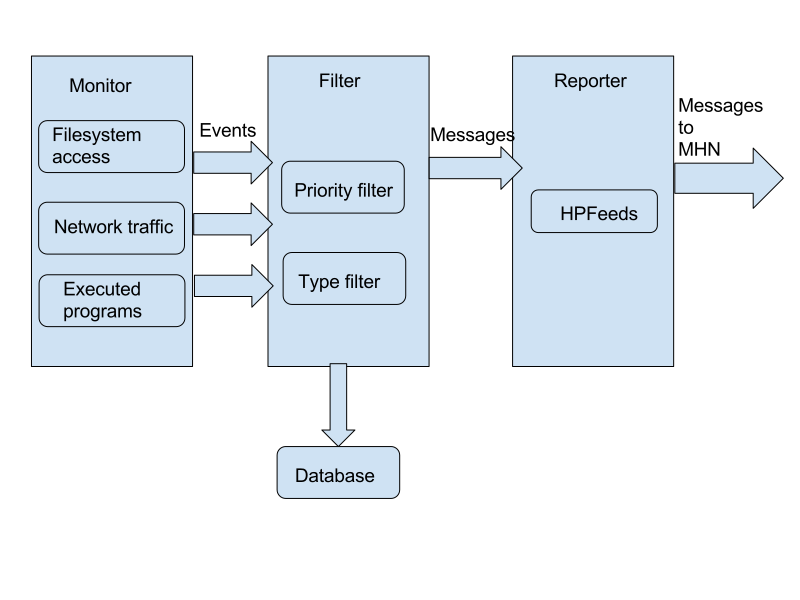 Monitor
Filesystem
access
Network traffic
Executed
programs
Events
Filter
Priority filter
Type filter
Messages
Reporter
HPFeeds
Messages
to
MHN
Database